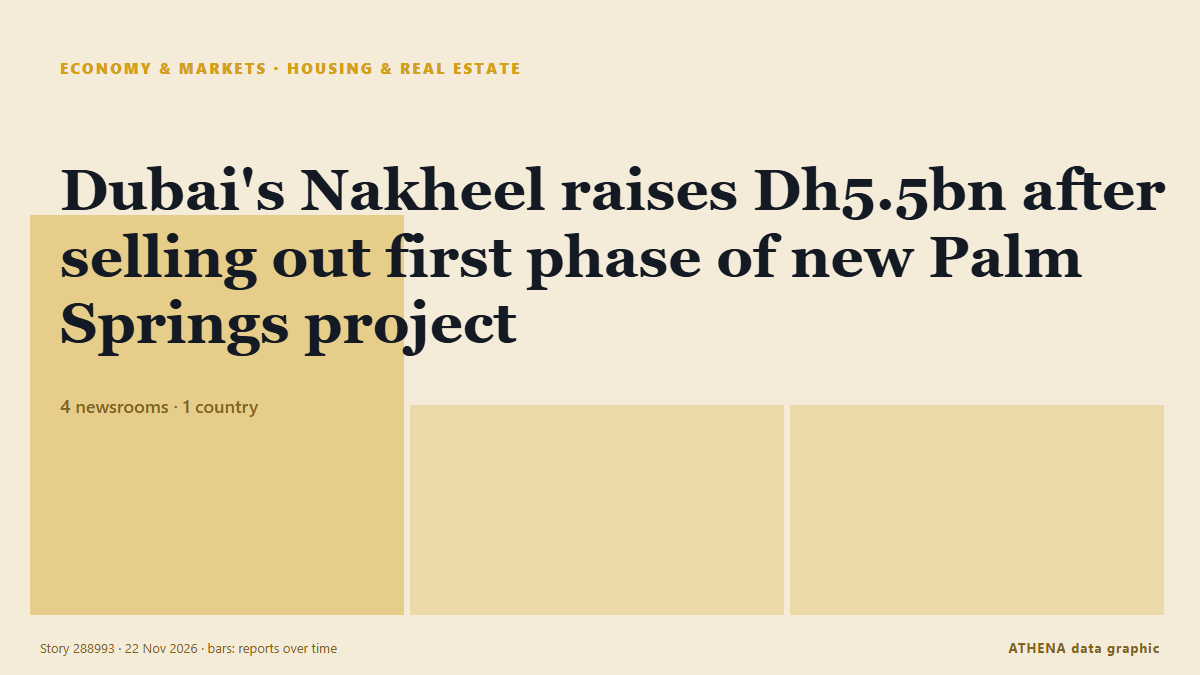 ECONOMY & MARKETS · HOUSING & REAL ESTATE
Dubai's Nakheel raises Dh5.5bn after
selling out first phase of new Palm
Springs project
4 newsrooms · 1 country
Story 288993 · 22 Nov 2026 · bars: reports over time
ATHENA data graphic